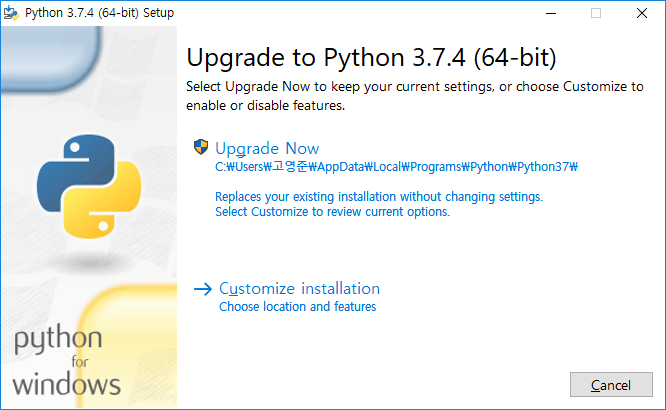 Python 3.7.4 (64-bit) Setup
Upgrade to Python 3.7.4 (64-bit)
Select Upgrade Now to keep your current settings, or choose Customize to
enable or disable features.
Upgrade Now
C:₩Users₩고영준₩AppData₩Local₩Programs₩Python₩Python37₩
Replaces your existing installation without changing settings.
Select Customize to review current options.
Customize installation
Choose location and features
python
for
windows
Cancel